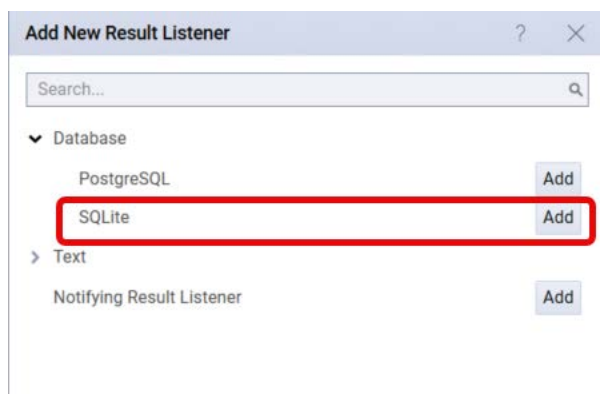 Add New Result Listener ?
Search...
Database
PostgreSQL Add
SQLite Add
Text
Notifying Result Listener Add